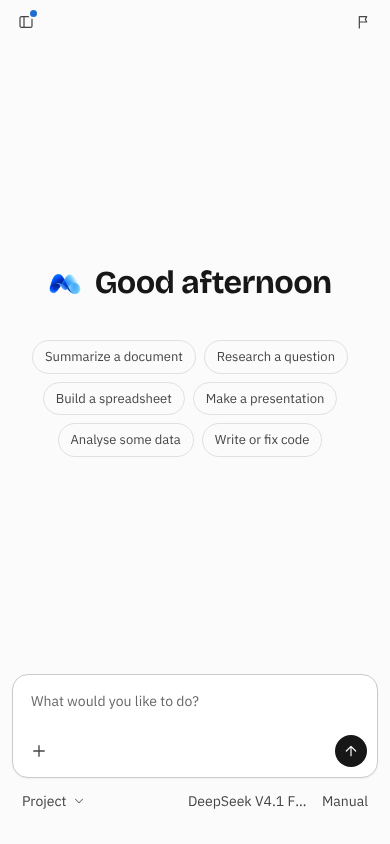 Good afternoon
Summarize a document
Research a question
Build a spreadsheet
Make a presentation
Analyse some data
Write or fix code
What would you like to do?
Project
DeepSeek V4.1 F...
Manual